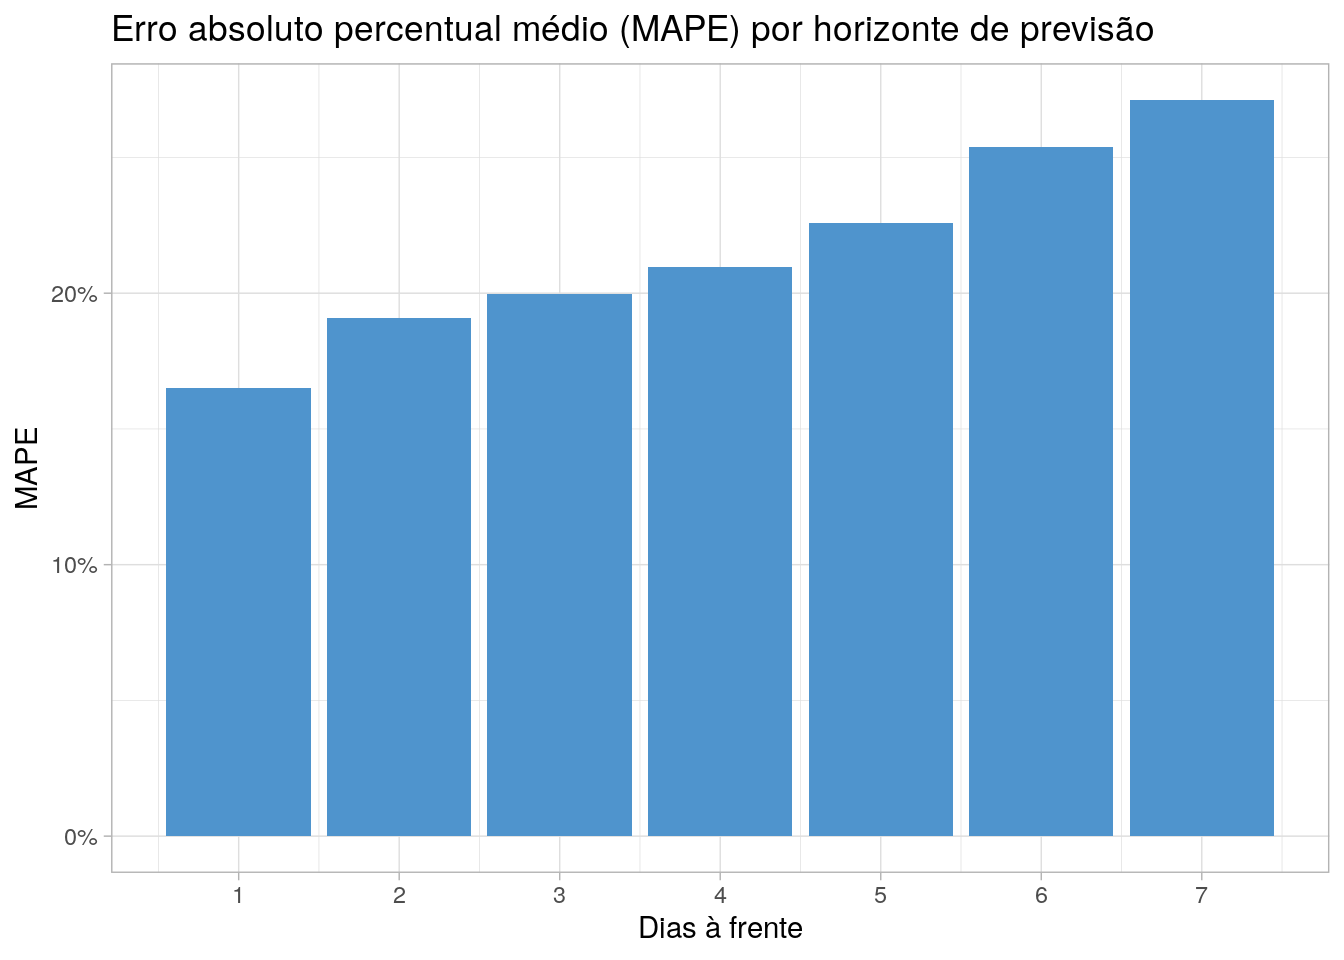 Erro absoluto percentual médio (MAPE) por horizonte de previsão
MAPE
20%
10%
0%
1 2 3 4 5 6 7
Dias à frente